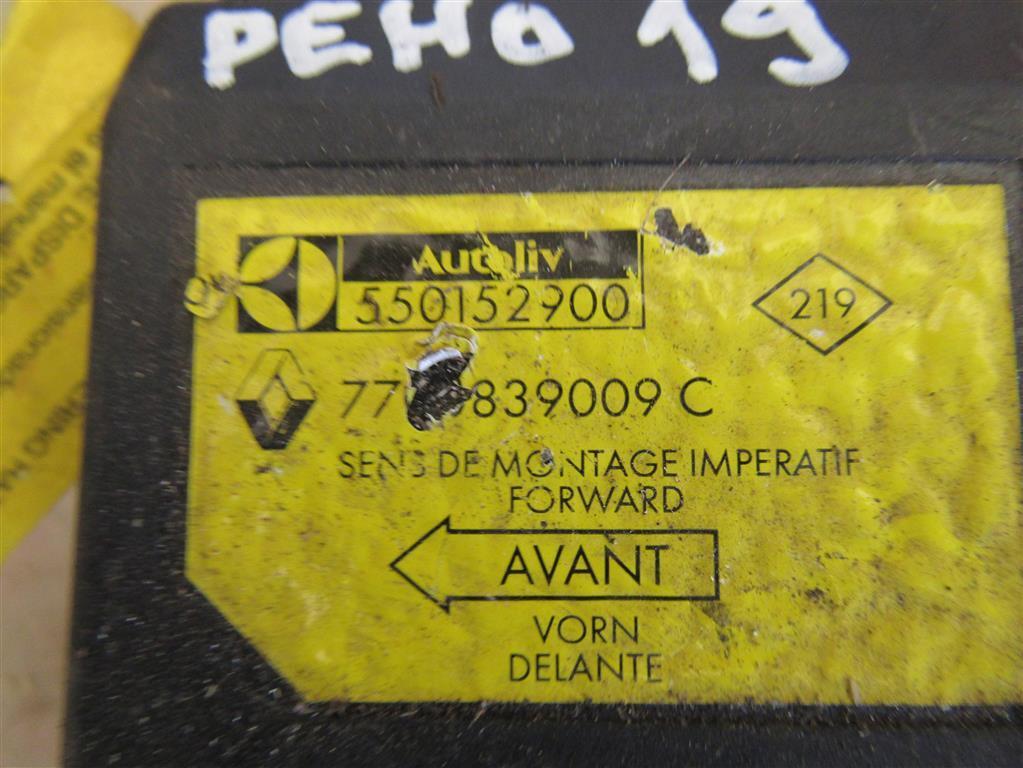 РЕНО 19
Autoliv
550152900
219
839009 C
SENS DE MONTAGE IMPERATIF
FORWARD
AVANT
VORN
DELANTE